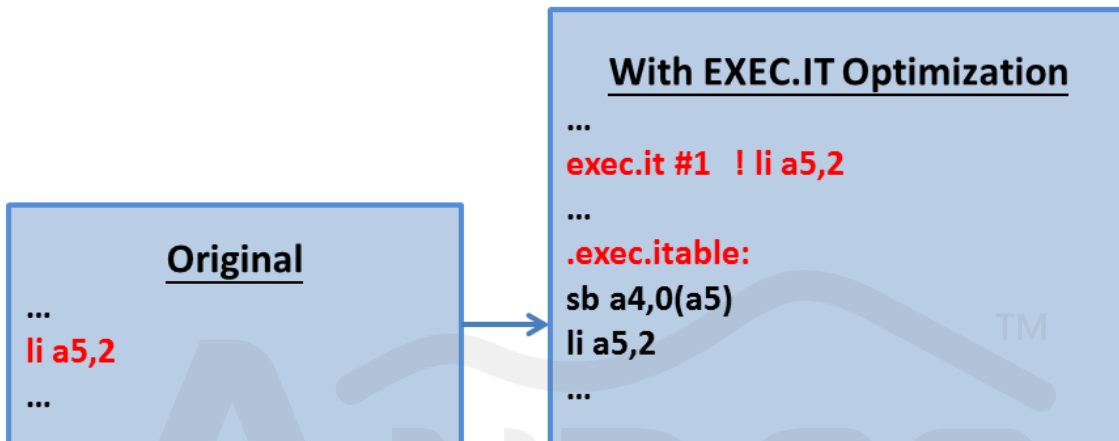 Original
...
li a5,2
...
With EXEC.IT Optimization
...
exec.it #1 ! li a5,2
...
.exec.itable:
sb a4,0(a5)
li a5,2
...
TM